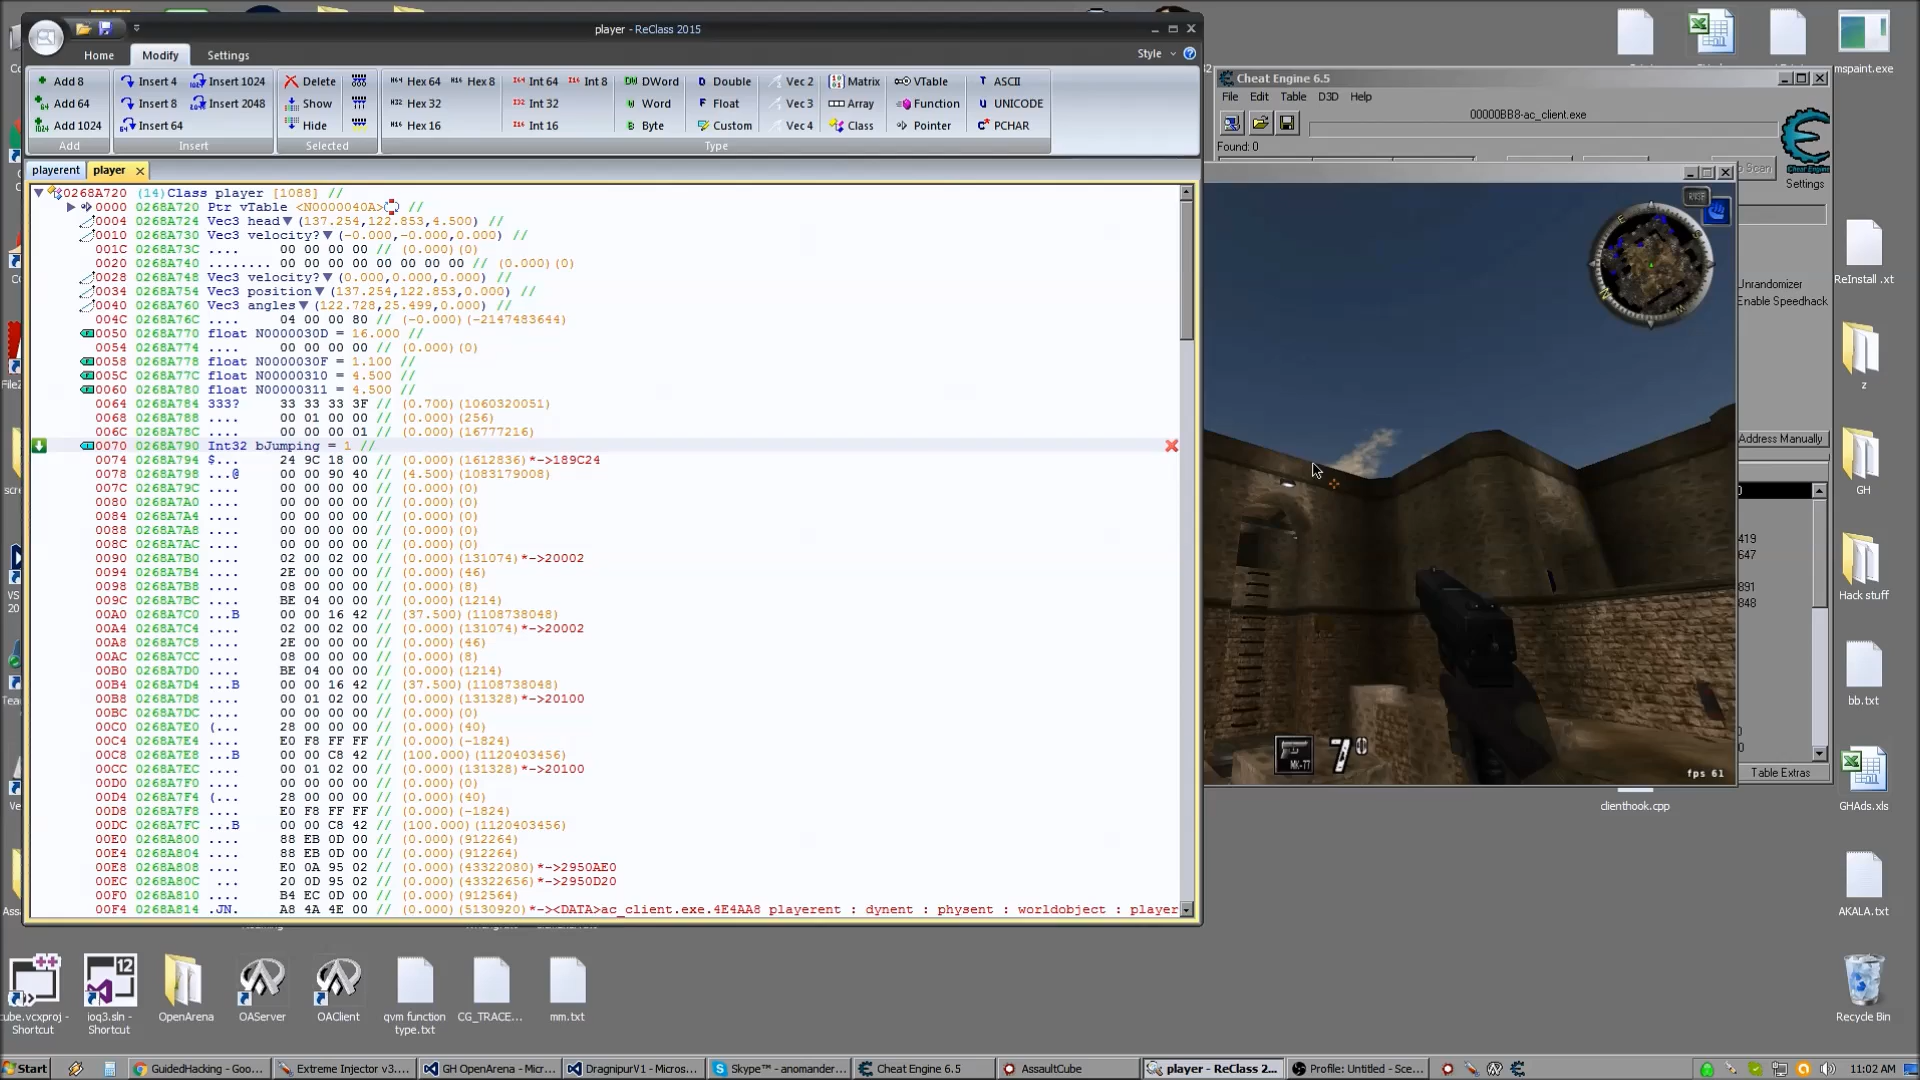 player - ReClass 2015
Home Modify Settings Style
Add 8 Insert 4 Insert 1024 Delete Hex 64 Hex 8 Int 64 Int 8 DWord Double Vec 2 Matrix VTable ASCII
Add 64 Insert 8 Insert 2048 Show Hex 32 Int 32 Word Float Vec 3 Array Function UNICODE
Add 1024 Insert 64 Hide Hex 16 Int 16 Byte Custom Vec 4 Class Pointer PCHAR
Add Insert Selected Type
playerent player
0268A720 (14)Class player [1088] //
0000 0268A720 Ptr vTable <N0000040A> //
0004 0268A724 Vec3 head (137.254,122.853,4.500) //
0010 0268A730 Vec3 velocity? (-0.000,-0.000,0.000) //
001C 0268A73C .... 00 00 00 00 // (0.000)(0)
0020 0268A740 ........ 00 00 00 00 00 00 00 00 // (0.000)(0)
0028 0268A748 Vec3 velocity? (0.000,0.000,0.000) //
0034 0268A754 Vec3 position (137.254,122.853,0.000) //
0040 0268A760 Vec3 angles (122.728,25.499,0.000) //
004C 0268A76C .... 04 00 00 80 // (-0.000)(-2147483644)
0050 0268A770 float N0000030D = 16.000 //
0054 0268A774 .... 00 00 00 00 // (0.000)(0)
0058 0268A778 float N0000030F = 1.100 //
005C 0268A77C float N00000310 = 4.500 //
0060 0268A780 float N00000311 = 4.500 //
0064 0268A784 333? 33 33 33 3F // (0.700)(1060320051)
0068 0268A788 .... 00 01 00 00 // (0.000)(256)
006C 0268A78C .... 00 00 00 01 // (0.000)(16777216)
0070 0268A790 Int32 bJumping = 1 //
0074 0268A794 $... 24 9C 18 00 // (0.000)(1612836)*->189C24
0078 0268A798 ...@ 00 00 90 40 // (4.500)(1083179008)
007C 0268A79C .... 00 00 00 00 // (0.000)(0)
0080 0268A7A0 .... 00 00 00 00 // (0.000)(0)
0084 0268A7A4 .... 00 00 00 00 // (0.000)(0)
0088 0268A7A8 .... 00 00 00 00 // (0.000)(0)
008C 0268A7AC .... 00 00 00 00 // (0.000)(0)
0090 0268A7B0 .... 02 00 02 00 // (0.000)(131074)*->20002
0094 0268A7B4 .... 2E 00 00 00 // (0.000)(46)
0098 0268A7B8 .... 08 00 00 00 // (0.000)(8)
009C 0268A7BC .... BE 04 00 00 // (0.000)(1214)
00A0 0268A7C0 ...B 00 00 16 42 // (37.500)(1108738048)
00A4 0268A7C4 .... 02 00 02 00 // (0.000)(131074)*->20002
00A8 0268A7C8 .... 2E 00 00 00 // (0.000)(46)
00AC 0268A7CC .... 08 00 00 00 // (0.000)(8)
00B0 0268A7D0 .... BE 04 00 00 // (0.000)(1214)
00B4 0268A7D4 ...B 00 00 16 42 // (37.500)(1108738048)
00B8 0268A7D8 .... 00 01 02 00 // (0.000)(131328)*->20100
00BC 0268A7DC .... 00 00 00 00 // (0.000)(0)
00C0 0268A7E0 (... 28 00 00 00 // (0.000)(40)
00C4 0268A7E4 .... E0 F8 FF FF // (0.000)(-1824)
00C8 0268A7E8 ...B 00 00 C8 42 // (100.000)(1120403456)
00CC 0268A7EC .... 00 01 02 00 // (0.000)(131328)*->20100
00D0 0268A7F0 .... 00 00 00 00 // (0.000)(0)
00D4 0268A7F4 (... 28 00 00 00 // (0.000)(40)
00D8 0268A7F8 .... E0 F8 FF FF // (0.000)(-1824)
00DC 0268A7FC ...B 00 00 C8 42 // (100.000)(1120403456)
00E0 0268A800 .... 88 EB 0D 00 // (0.000)(912264)
00E4 0268A804 .... 88 EB 0D 00 // (0.000)(912264)
00E8 0268A808 .... E0 0A 95 02 // (0.000)(43322080)*->2950AE0
00EC 0268A80C ... 20 0D 95 02 // (0.000)(43322656)*->2950D20
00F0 0268A810 .... B4 EC 0D 00 // (0.000)(912564)
00F4 0268A814 .JN. A8 4A 4E 00 // (0.000)(5130920)*-><DATA>ac_client.exe.4E4AA8 playerent : dynent : physent : worldobject : player
Cheat Engine 6.5
File Edit Table D3D Help
00000BB8-ac_client.exe
Found: 0
Scan
Settings
Unrandomizer
Enable Speedhack
Address Manually
419
647
891
848
Table Extras
E
N
MK-77
7
fps 61
mspaint.exe
ReInstall .xt
z
GH
Hack stuff
bb.txt
clienthook.cpp
GHAds.xls
AKALA.txt
Recycle Bin
cube.vcxproj - Shortcut
ioq3.sln - Shortcut
OpenArena
OAServer
OAClient
qvm function type.txt
CG_TRACE...
mm.txt
Start GuidedHacking - Goo... Extreme Injector v3.... GH OpenArena - Mic... DragnipurV1 - Micros... Skype™ - anomander... Cheat Engine 6.5 AssaultCube player - ReClass 2... Profile: Untitled - Sce... 11:02 AM